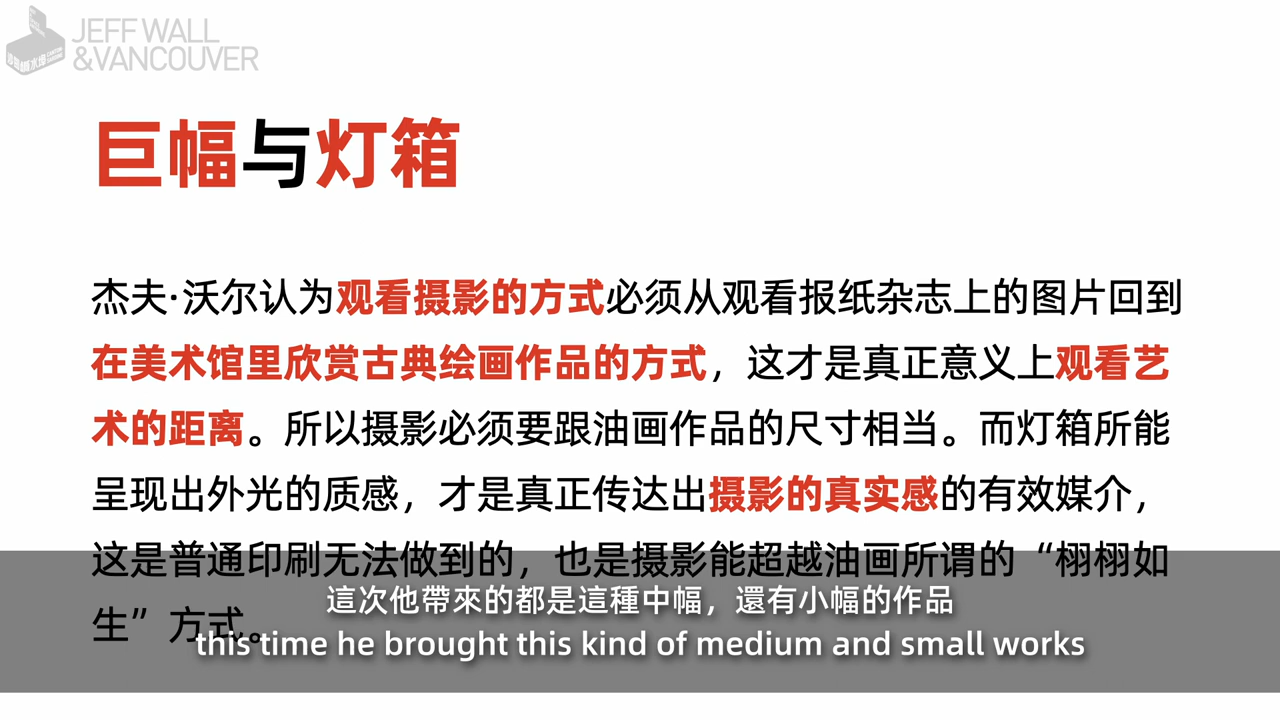 JEFF WALL
&VANCOUVER
巨幅与灯箱
杰夫·沃尔认为观看摄影的方式必须从观看报纸杂志上的图片回到
在美术馆里欣赏古典绘画作品的方式，这才是真正意义上观看艺
术的距离。所以摄影必须要跟油画作品的尺寸相当。而灯箱所能
呈现出外光的质感，才是真正传达出摄影的真实感的有效媒介，
这是普通印刷无法做到的，也是摄影能超越油画所谓的“栩栩如
生”方式。
這次他帶來的都是這種中幅，還有小幅的作品
this time he brought this kind of medium and small works